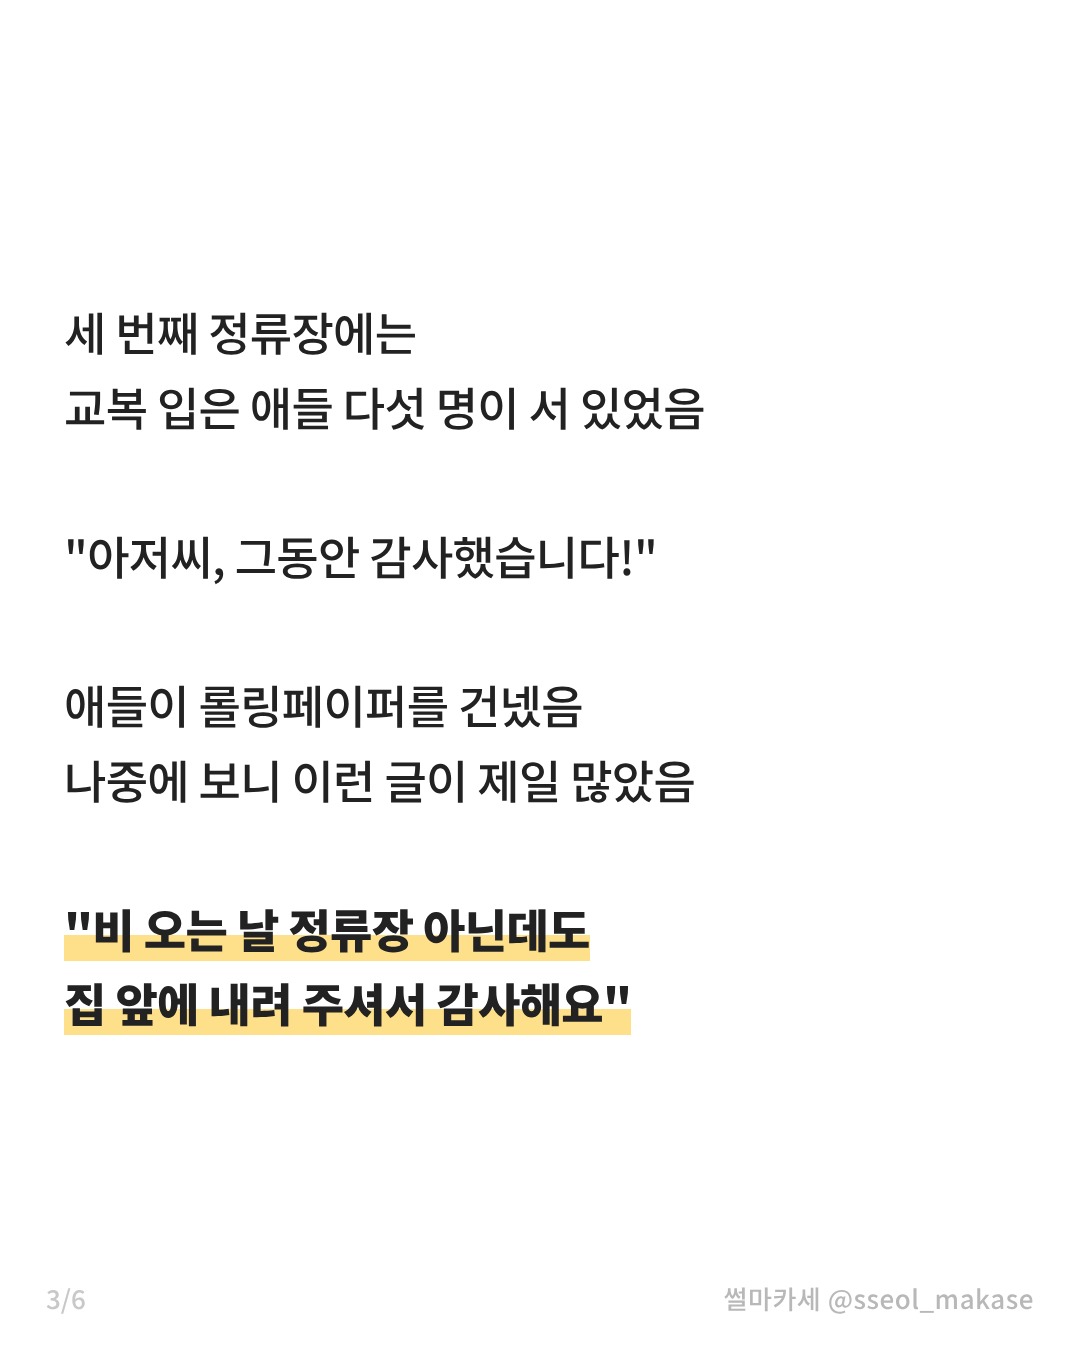 세 번째 정류장에는
교복 입은 애들 다섯 명이 서 있었음
"아저씨, 그동안 감사했습니다!"
애들이 롤링페이퍼를 건넸음
나중에 보니 이런 글이 제일 많았음
"비 오는 날 정류장 아닌데도
집 앞에 내려 주셔서 감사해요"
3/6
썰마카세 @sseol_makase